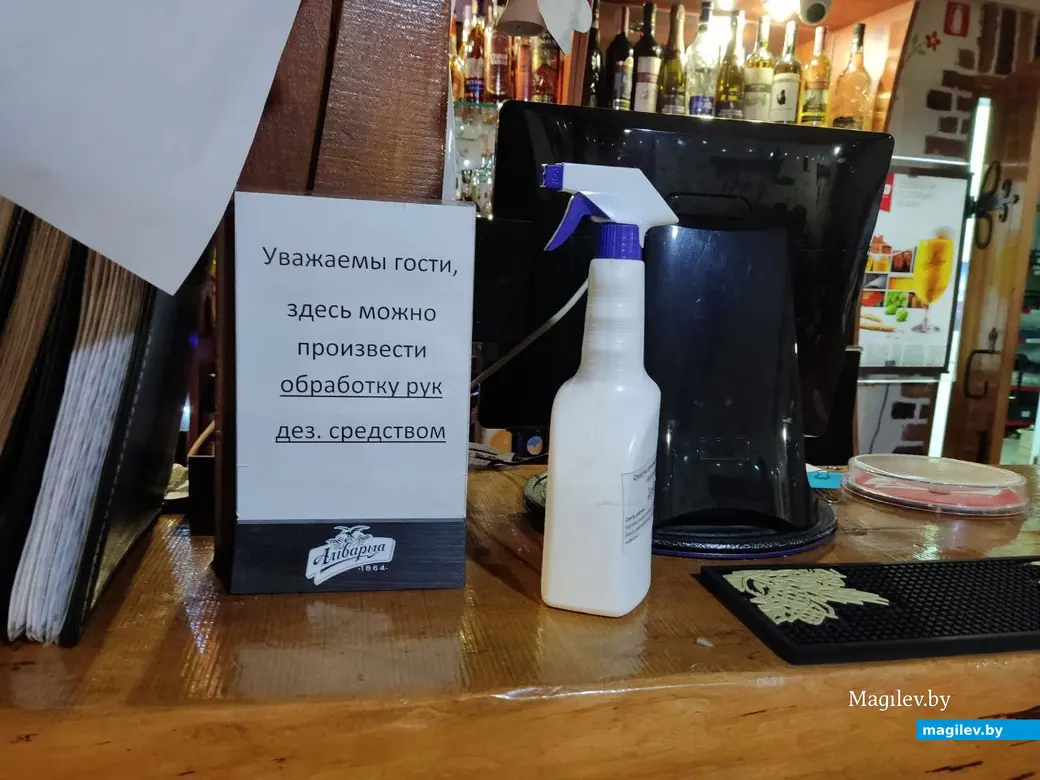 Уважаемы гости,
здесь можно
произвести
обработку рук
дез. средством
Аліварыя
1864
Magilev.by
magilev.by